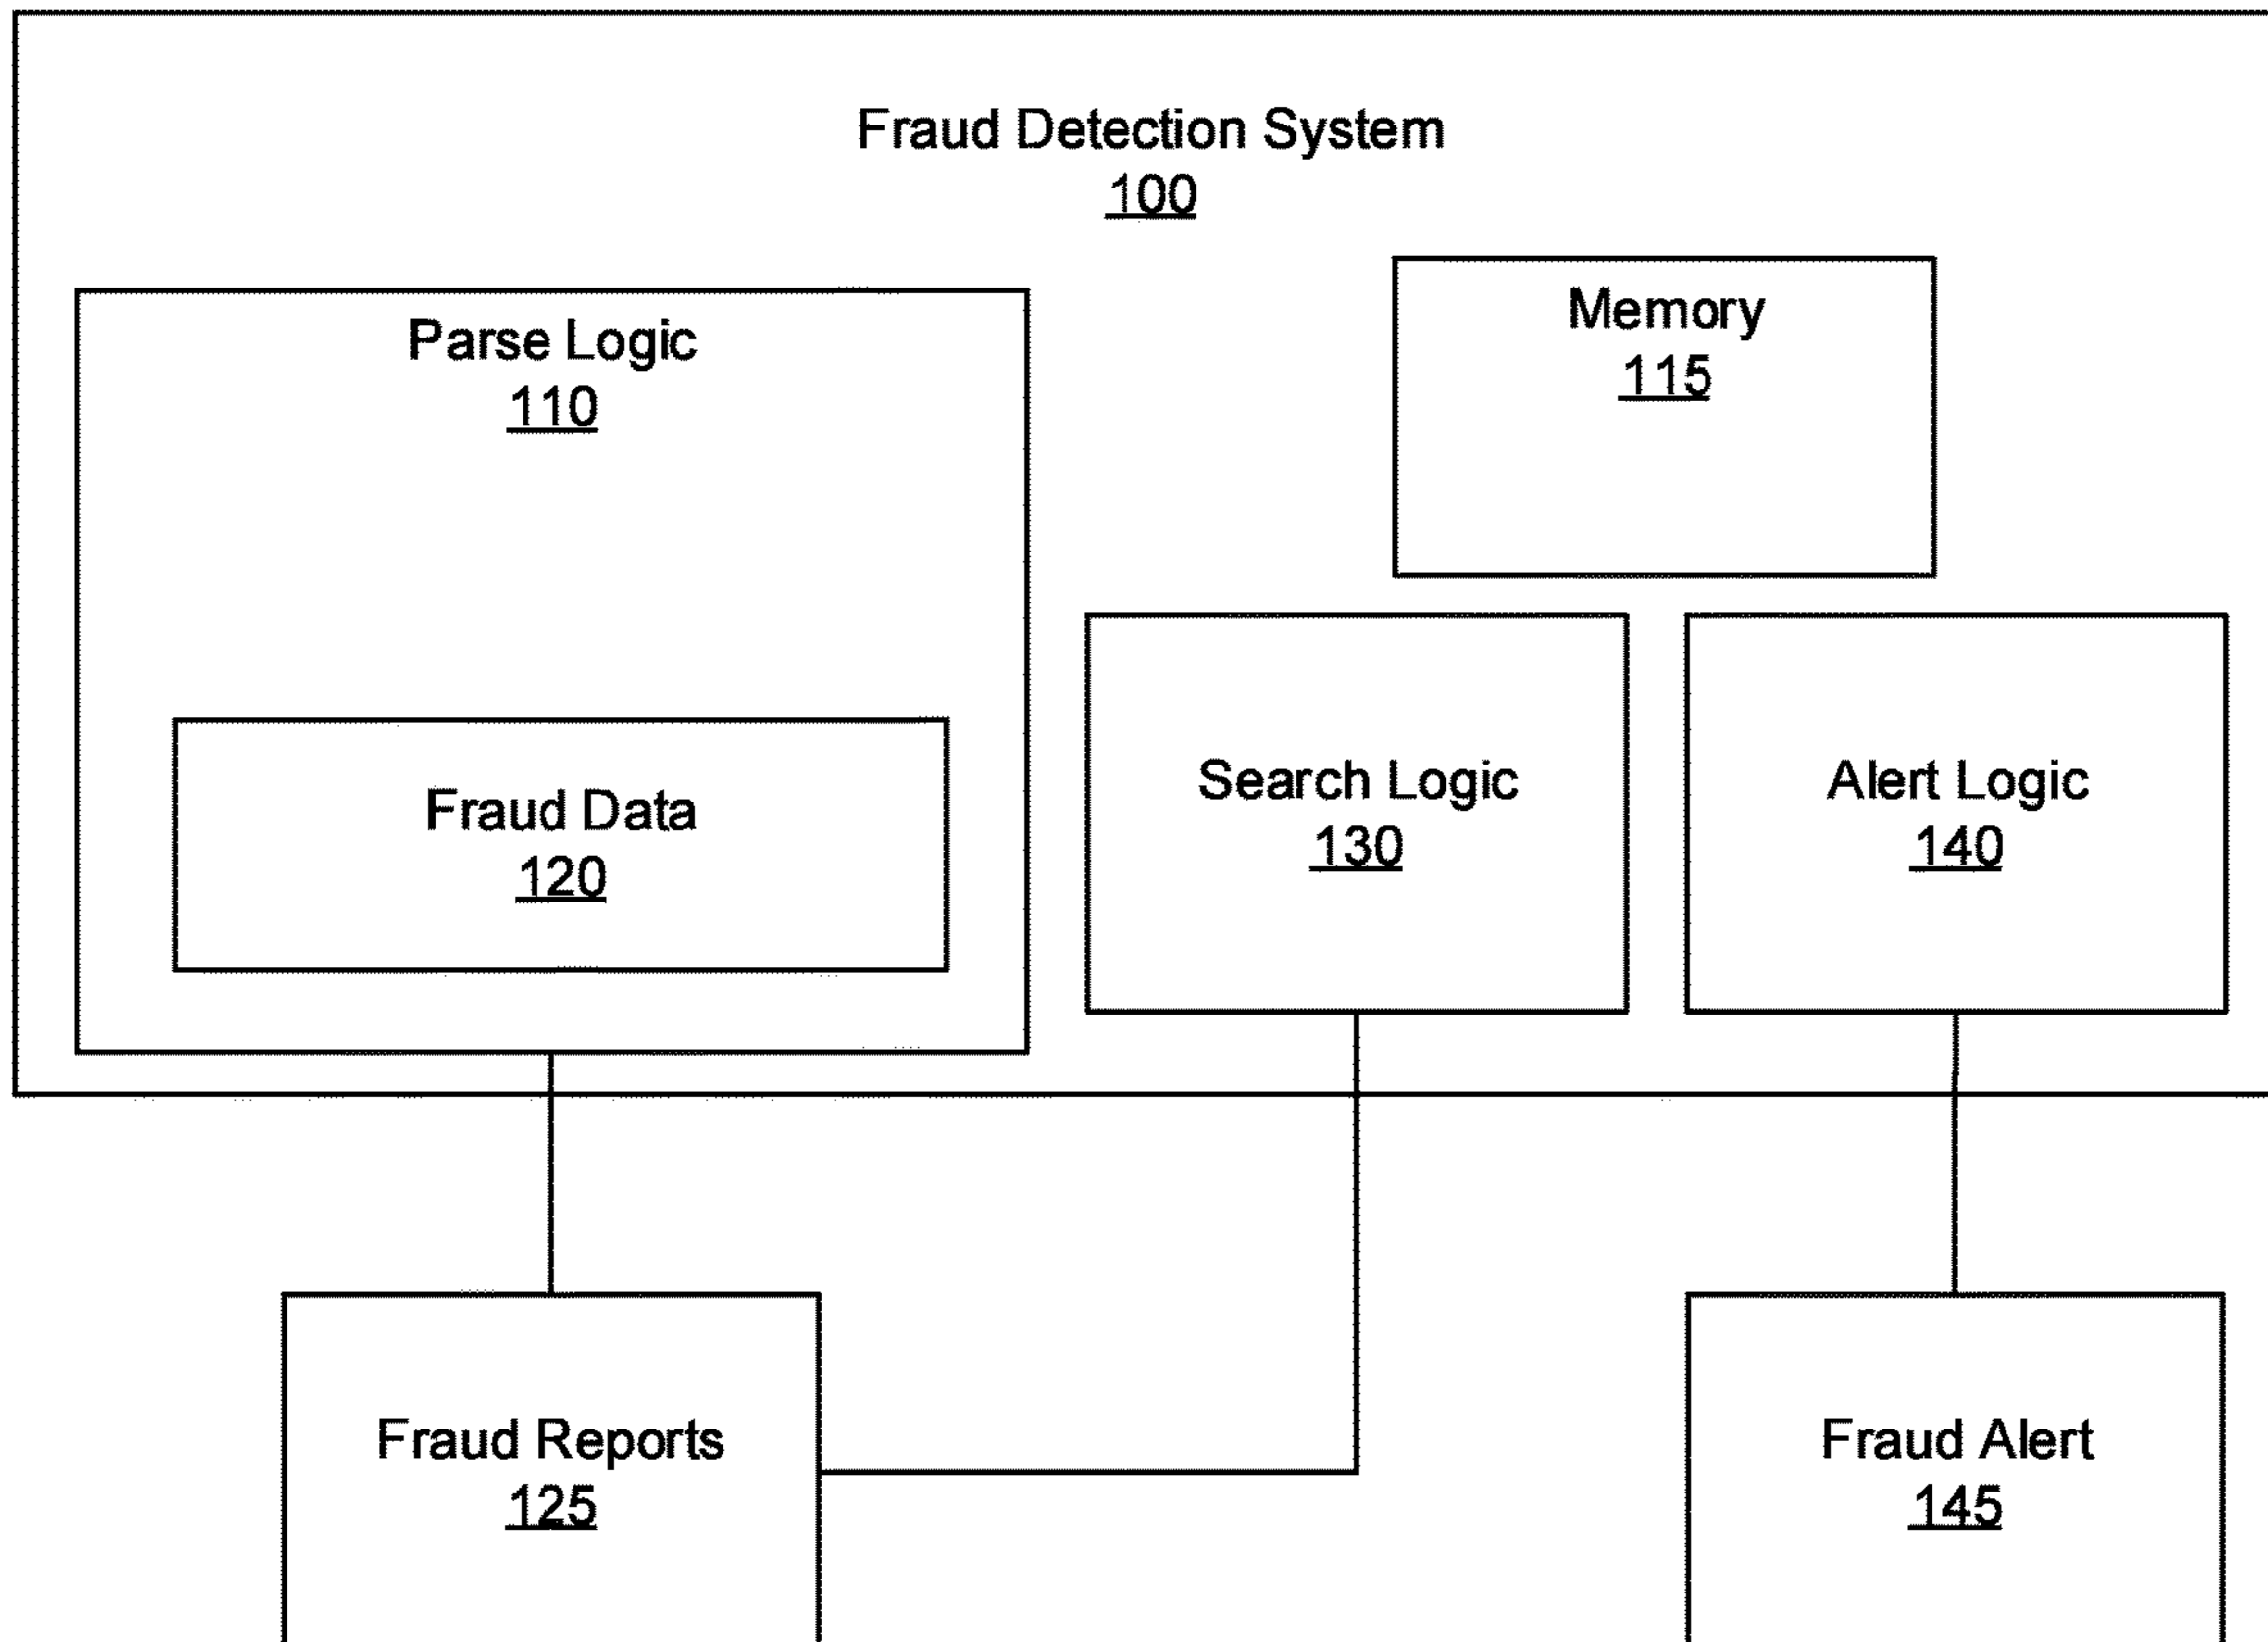 Fraud Detection System
100
Parse Logic
110
Memory
115
Fraud Data
120
Search Logic
130
Alert Logic
140
Fraud Reports
125
Fraud Alert
145